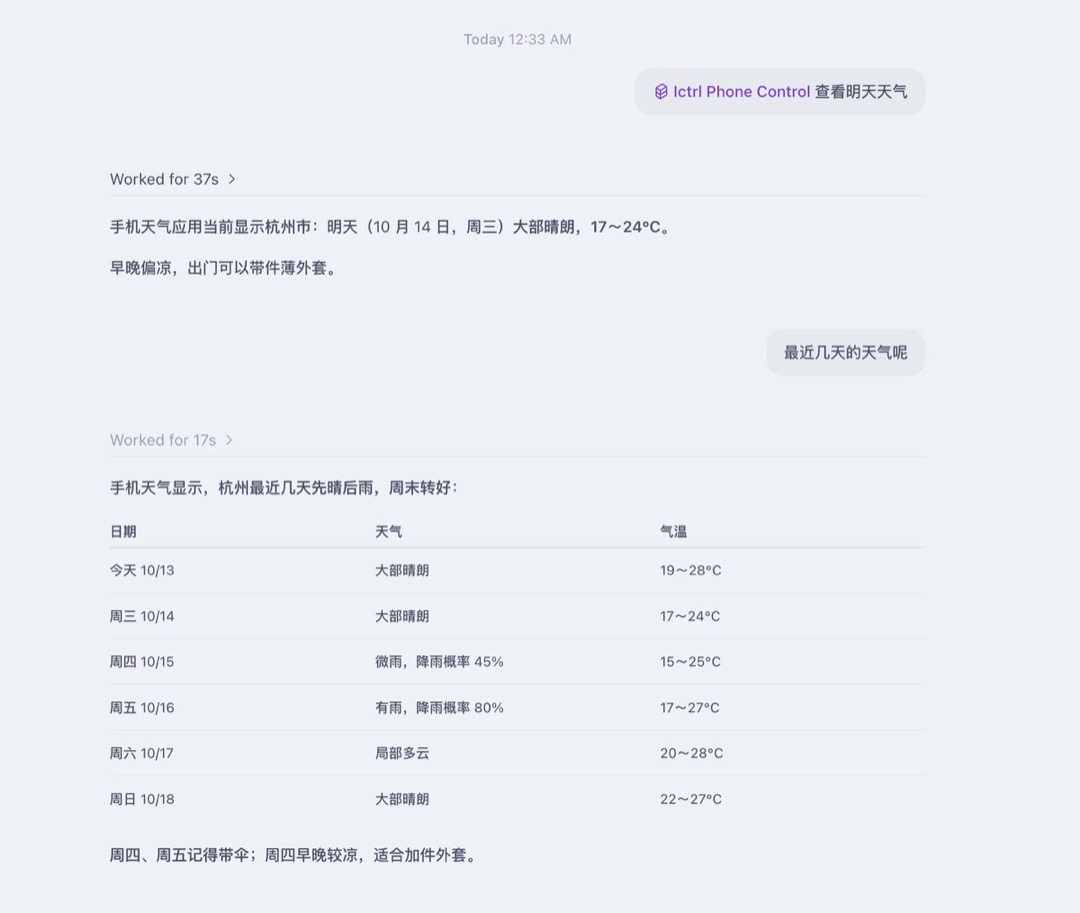 Today 12:33 AM
Ictrl Phone Control 查看明天天气
Worked for 37s >
手机天气应用当前显示杭州市：明天（10 月 14 日，周三）大部晴朗，17～24°C。
早晚偏凉，出门可以带件薄外套。
最近几天的天气呢
Worked for 17s >
手机天气显示，杭州最近几天先晴后雨，周末转好：
日期 天气 气温
今天 10/13 大部晴朗 19～28°C
周三 10/14 大部晴朗 17～24°C
周四 10/15 微雨，降雨概率 45% 15～25°C
周五 10/16 有雨，降雨概率 80% 17～27°C
周六 10/17 局部多云 20～28°C
周日 10/18 大部晴朗 22～27°C
周四、周五记得带伞；周四早晚较凉，适合加件外套。